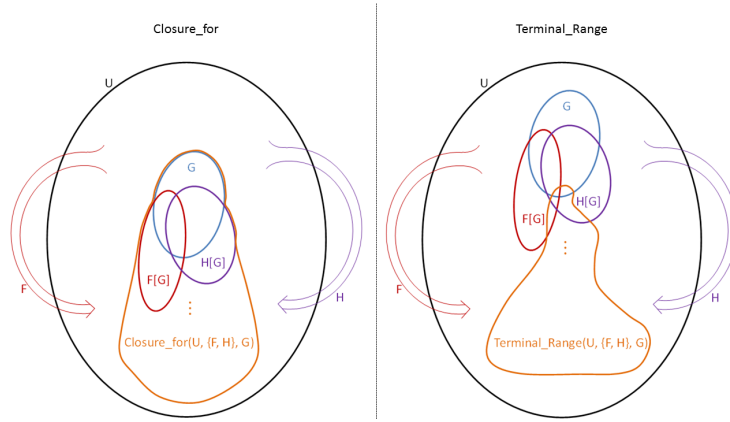 Closure_for
U
G
F[G]
H[G]
F
H
⋮
Closure_for(U, {F, H}, G)
Terminal_Range
U
G
F[G]
H[G]
⋮
F
H
Terminal_Range(U, {F, H}, G)